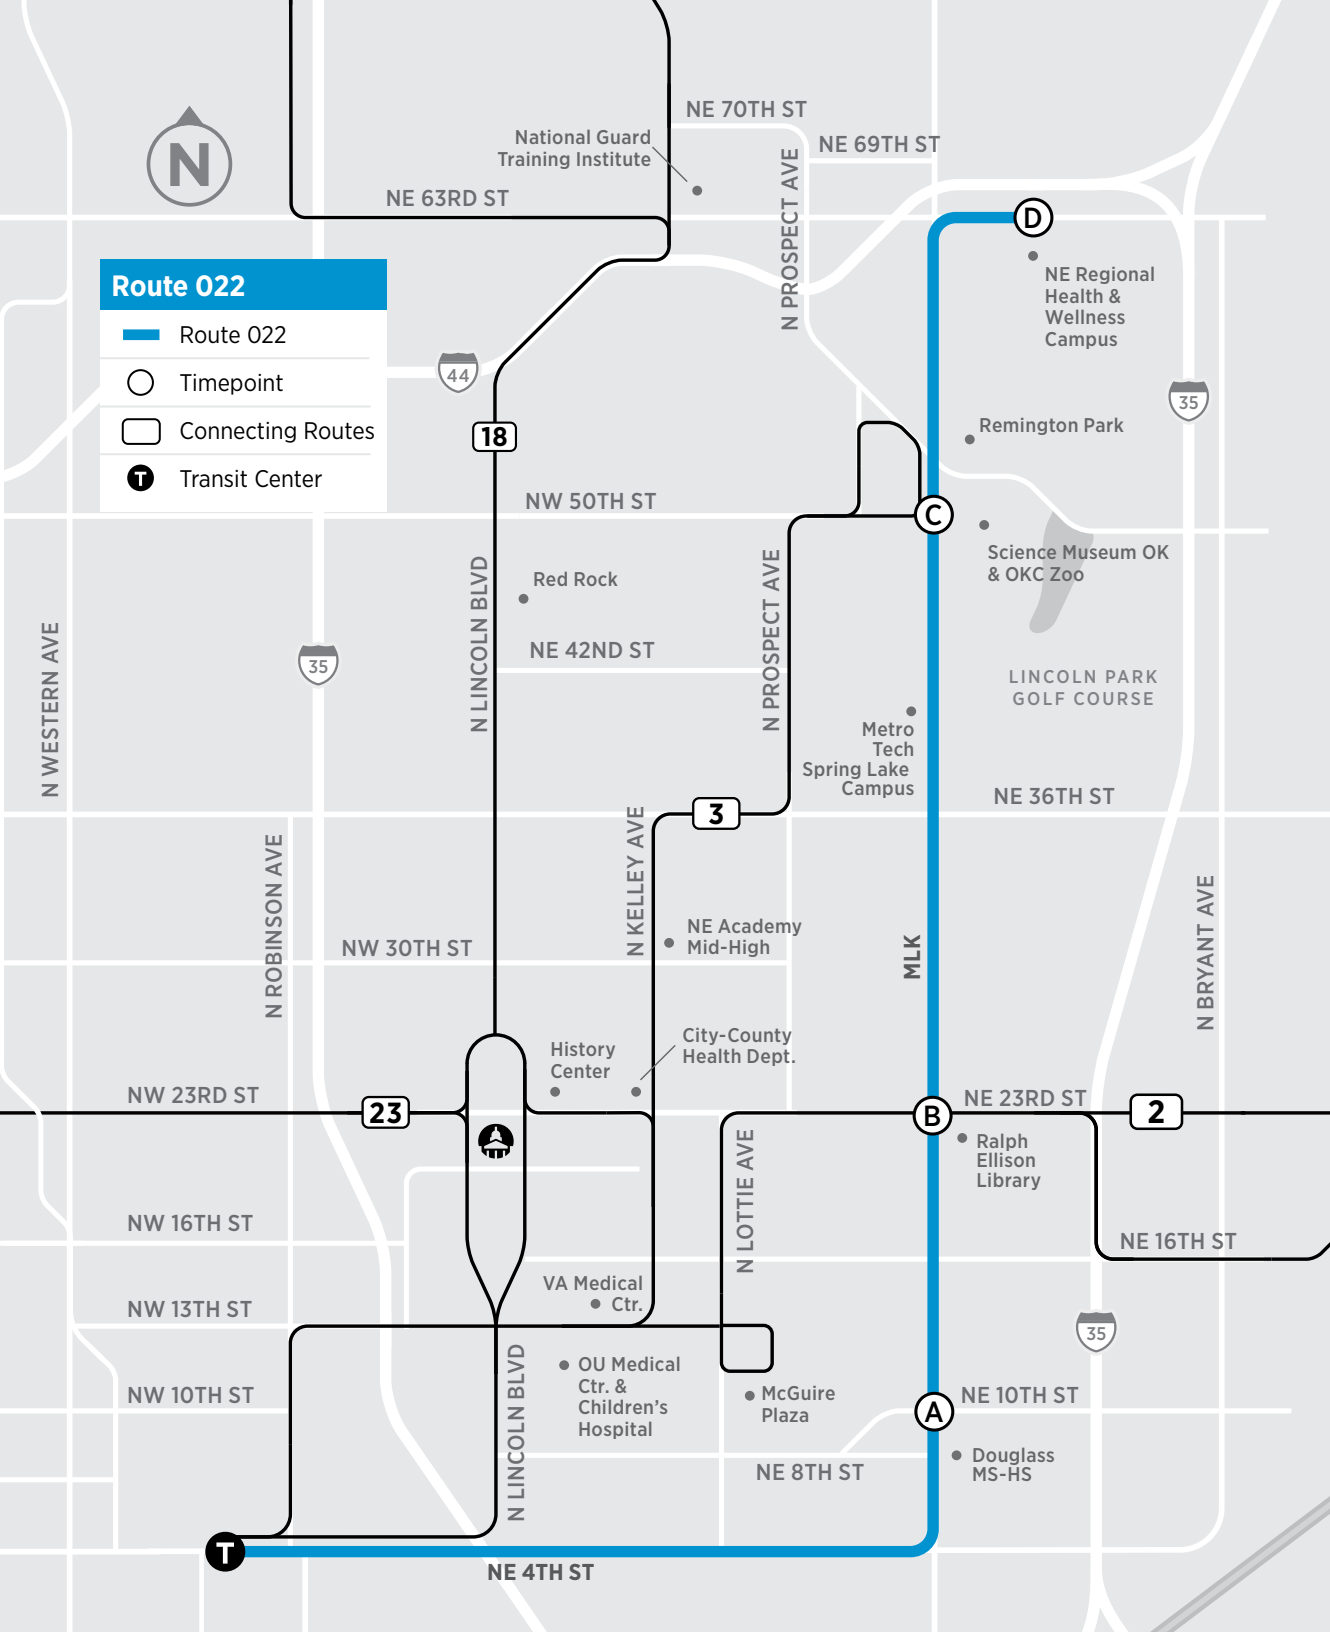 NE 70TH ST
National Guard
Training Institute
NE 69TH ST
N
NE 63RD ST
N PROSPECT AVE
D
NE Regional
Health &
Wellness
Campus
Route 022
Route 022
Timepoint
Connecting Routes
T
Transit Center
44
35
18
Remington Park
NW 50TH ST
C
Science Museum OK
& OKC Zoo
N LINCOLN BLVD
Red Rock
N PROSPECT AVE
N WESTERN AVE
35
NE 42ND ST
LINCOLN PARK
GOLF COURSE
Metro
Tech
Spring Lake
Campus
NE 36TH ST
3
N KELLEY AVE
N ROBINSON AVE
NE Academy
Mid-High
NW 30TH ST
MLK
N BRYANT AVE
History
Center
City-County
Health Dept.
NW 23RD ST
23
B
NE 23RD ST
2
Ralph
Ellison
Library
N LOTTIE AVE
NW 16TH ST
NE 16TH ST
VA Medical
Ctr.
NW 13TH ST
35
N LINCOLN BLVD
OU Medical
Ctr. &
Children's
Hospital
McGuire
Plaza
NW 10TH ST
A
NE 10TH ST
Douglass
MS-HS
NE 8TH ST
T
NE 4TH ST